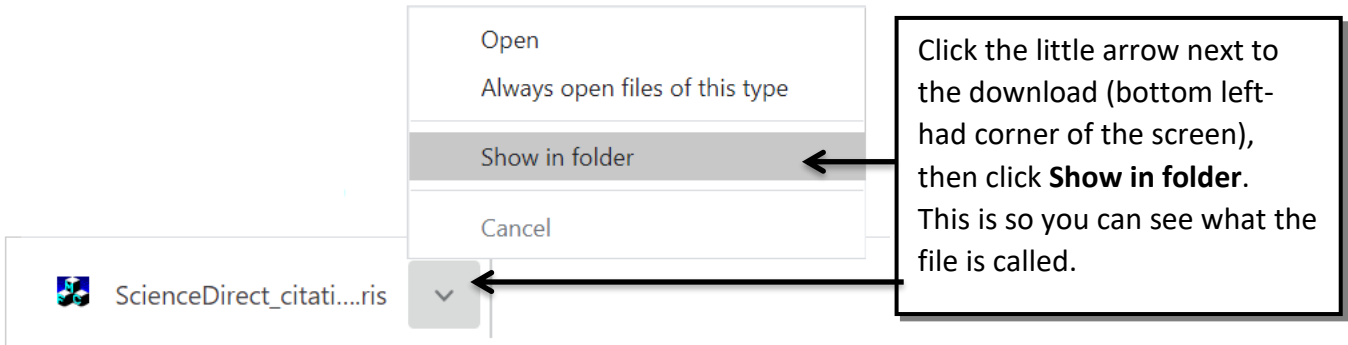 Open
Always open files of this type
Show in folder
Cancel
ScienceDirect_citati....ris
Click the little arrow next to
the download (bottom left-
had corner of the screen),
then click Show in folder.
This is so you can see what the
file is called.